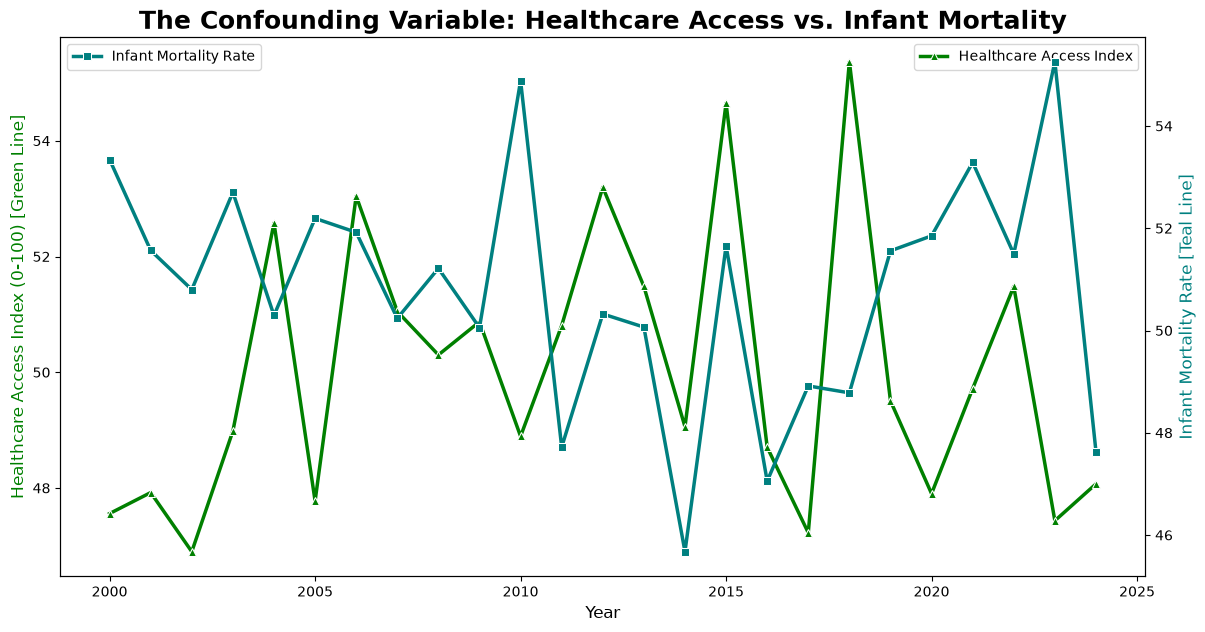 The Confounding Variable: Healthcare Access vs. Infant Mortality
Infant Mortality Rate
Healthcare Access Index
Healthcare Access Index (0-100) [Green Line]
54
52
50
48
54
52
50
48
46
Infant Mortality Rate [Teal Line]
2000
2005
2010
2015
2020
2025
Year